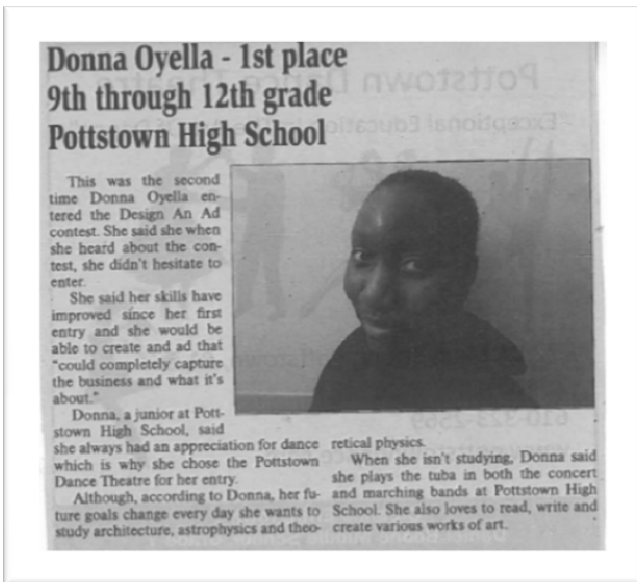 Donna Oyella - 1st place
9th through 12th grade
Pottstown High School
This was the second
time Donna Oyella en-
tered the Design An Ad
contest. She said she when
she heard about the con-
test, she didn't hesitate to
enter.
She said her skills have
improved since her first
entry and she would be
able to create and ad that
"could completely capture
the business and what it's
about."
Donna, a junior at Pott-
stown High School, said
she always had an appreciation for dance
which is why she chose the Pottstown
Dance Theatre for her entry.
Although, according to Donna, her fu-
ture goals change every day she wants to
study architecture, astrophysics and theo-
retical physics.
When she isn't studying, Donna said
she plays the tuba in both the concert
and marching bands at Pottstown High
School. She also loves to read, write and
create various works of art.